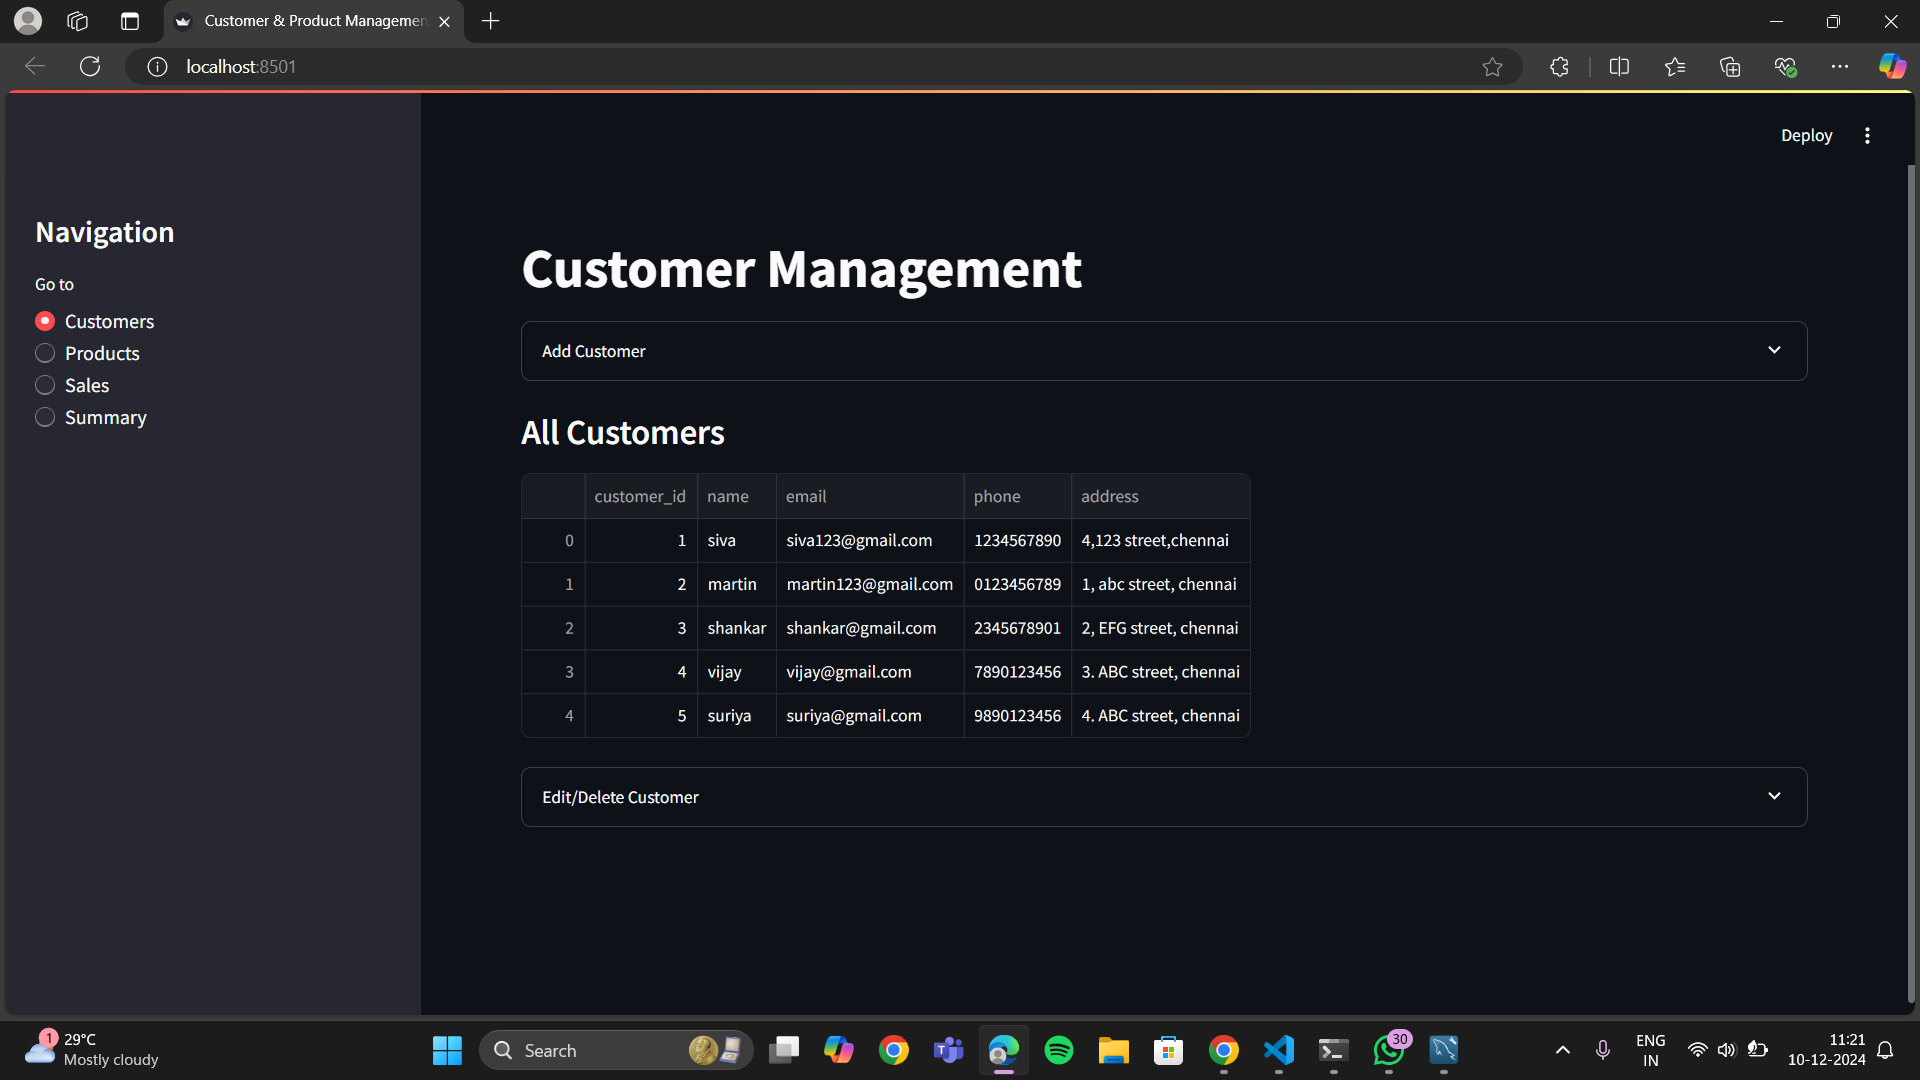 Customer & Product Managemen
localhost:8501
Deploy
Navigation
Go to
Customers
Products
Sales
Summary
Customer Management
Add Customer
All Customers
customer_id name email phone address
0 1 siva siva123@gmail.com 1234567890 4,123 street,chennai
1 2 martin martin123@gmail.com 0123456789 1, abc street, chennai
2 3 shankar shankar@gmail.com 2345678901 2, EFG street, chennai
3 4 vijay vijay@gmail.com 7890123456 3. ABC street, chennai
4 5 suriya suriya@gmail.com 9890123456 4. ABC street, chennai
Edit/Delete Customer
1
29°C
Mostly cloudy
Search
30
ENG
IN
11:21
10-12-2024